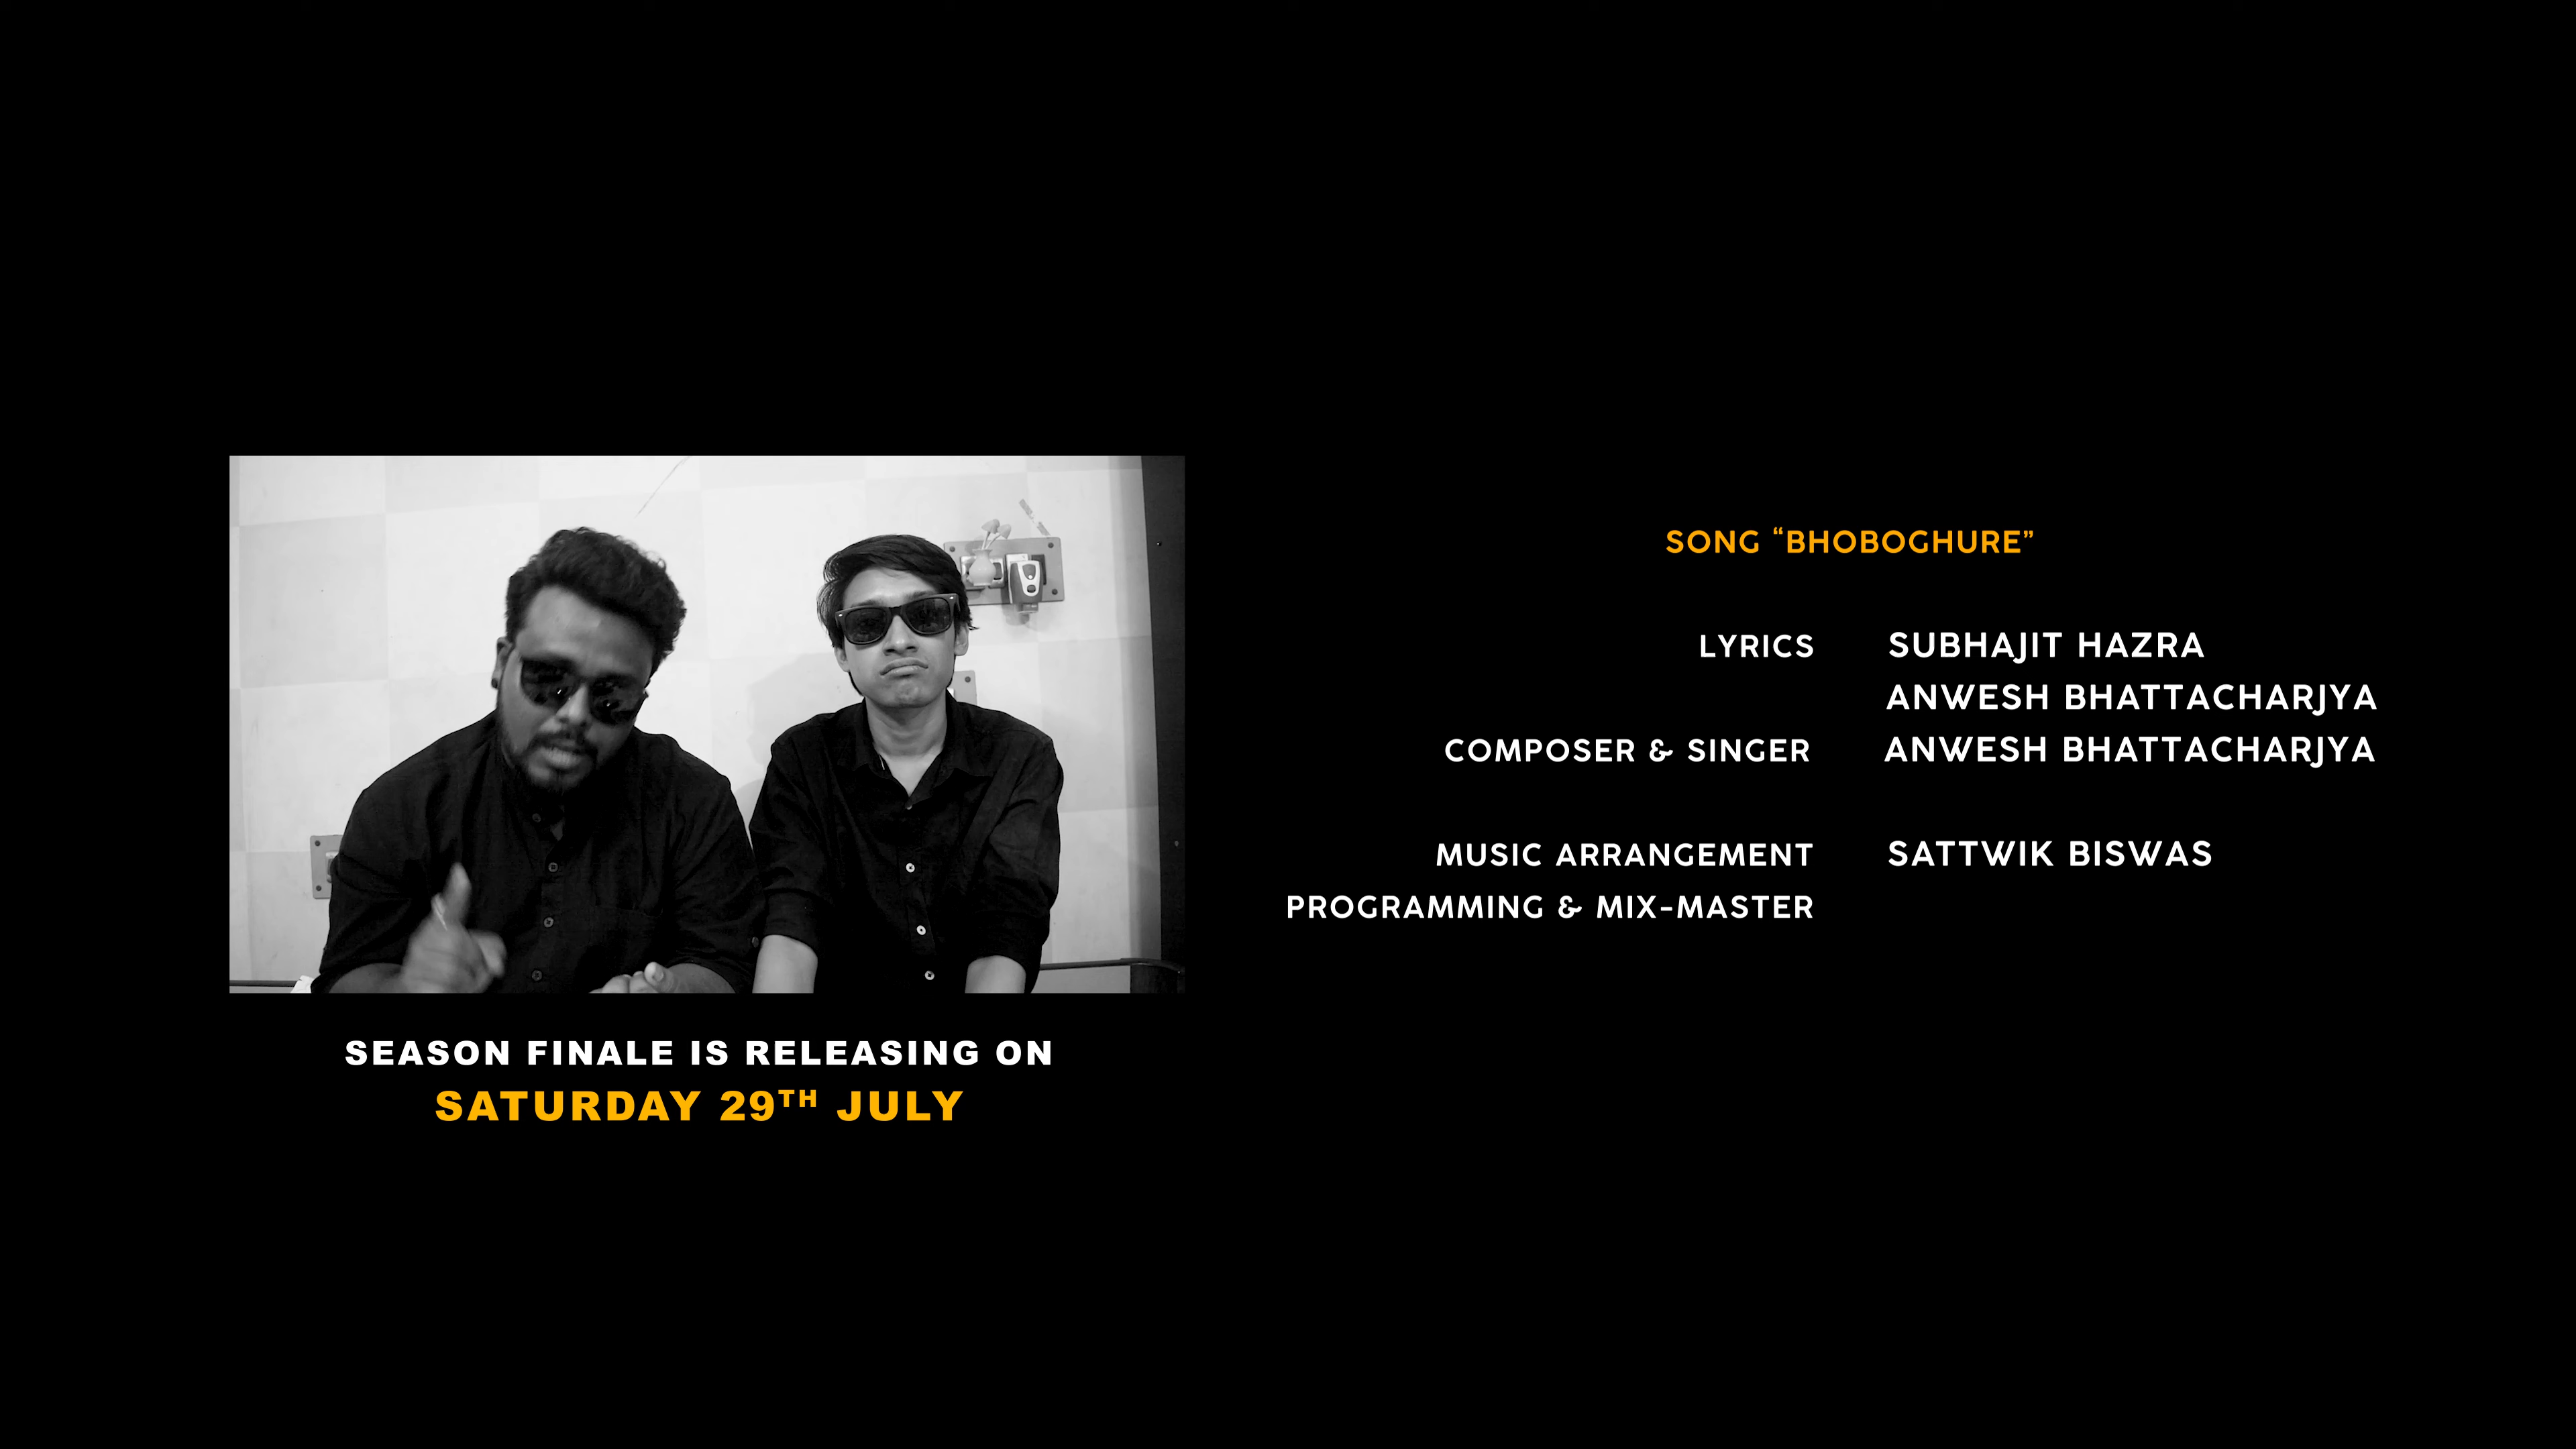 SEASON FINALE IS RELEASING ON
SATURDAY 29TH JULY
SONG “BHOBOGHURE”
LYRICS SUBHAJIT HAZRA
ANWESH BHATTACHARJYA
COMPOSER & SINGER ANWESH BHATTACHARJYA
MUSIC ARRANGEMENT SATTWIK BISWAS
PROGRAMMING & MIX-MASTER